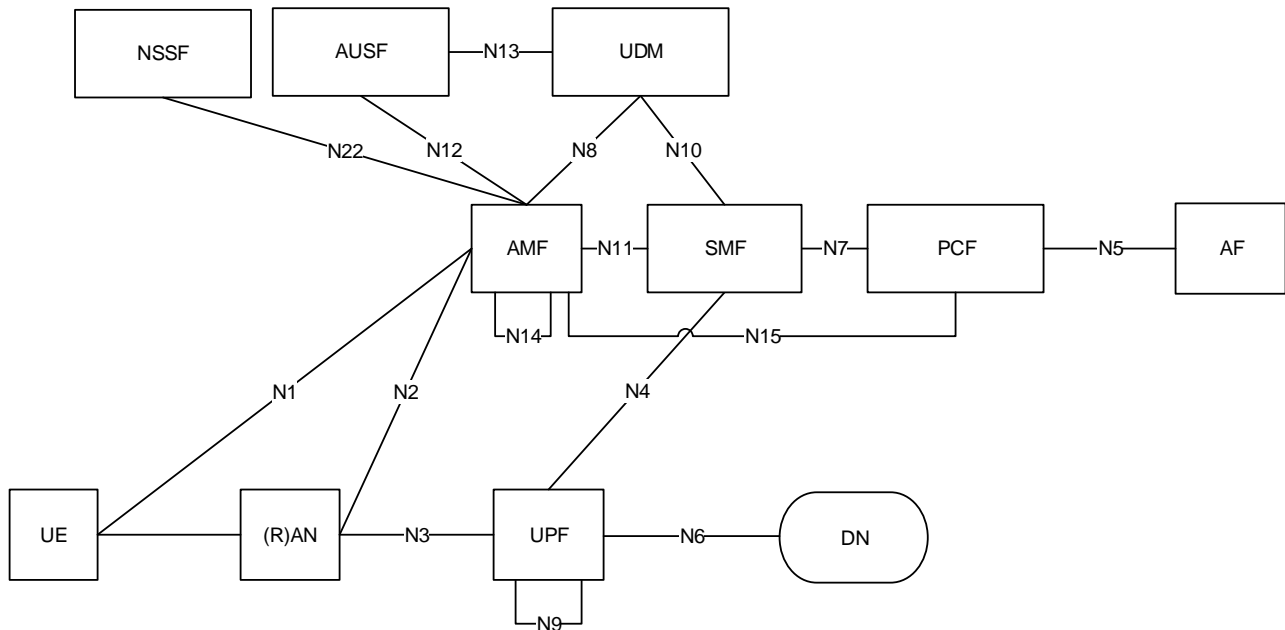 NSSF
AUSF
N13
UDM
N22
N12
N8
N10
AMF
N11
SMF
N7
PCF
N5
AF
N14
N15
N1
N2
N4
UE
(R)AN
N3
UPF
N6
DN
N9